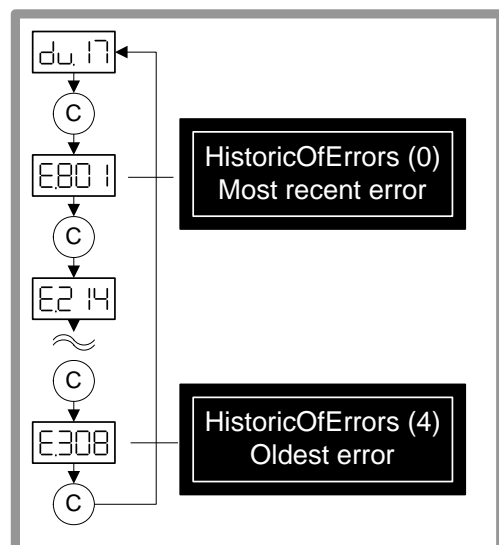 du.17
C
E.801
HistoricOfErrors (0)
Most recent error
C
E.214
C
E.308
HistoricOfErrors (4)
Oldest error
C